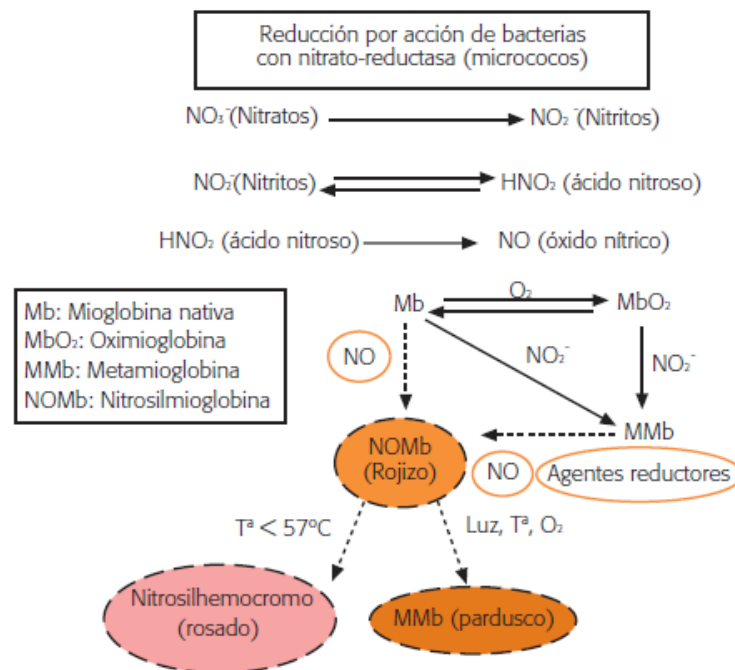 Reducción por acción de bacterias
con nitrato-reductasa (micrococos)
NO₃⁻(Nitratos)
NO₂⁻(Nitritos)
NO₂⁻(Nitritos)
HNO₂ (ácido nitroso)
HNO₂ (ácido nitroso)
NO (óxido nítrico)
Mb: Mioglobina nativa
MbO₂: Oximioglobina
MMb: Metamioglobina
NOMb: Nitrosilmioglobina
Mb
O₂
MbO₂
NO
NO₂⁻
NO₂⁻
NOMb
(Rojizo)
NO
MMb
Agentes reductores
Tª < 57ºC
Luz, Tª, O₂
Nitrosilhemocromo
(rosado)
MMb (pardusco)